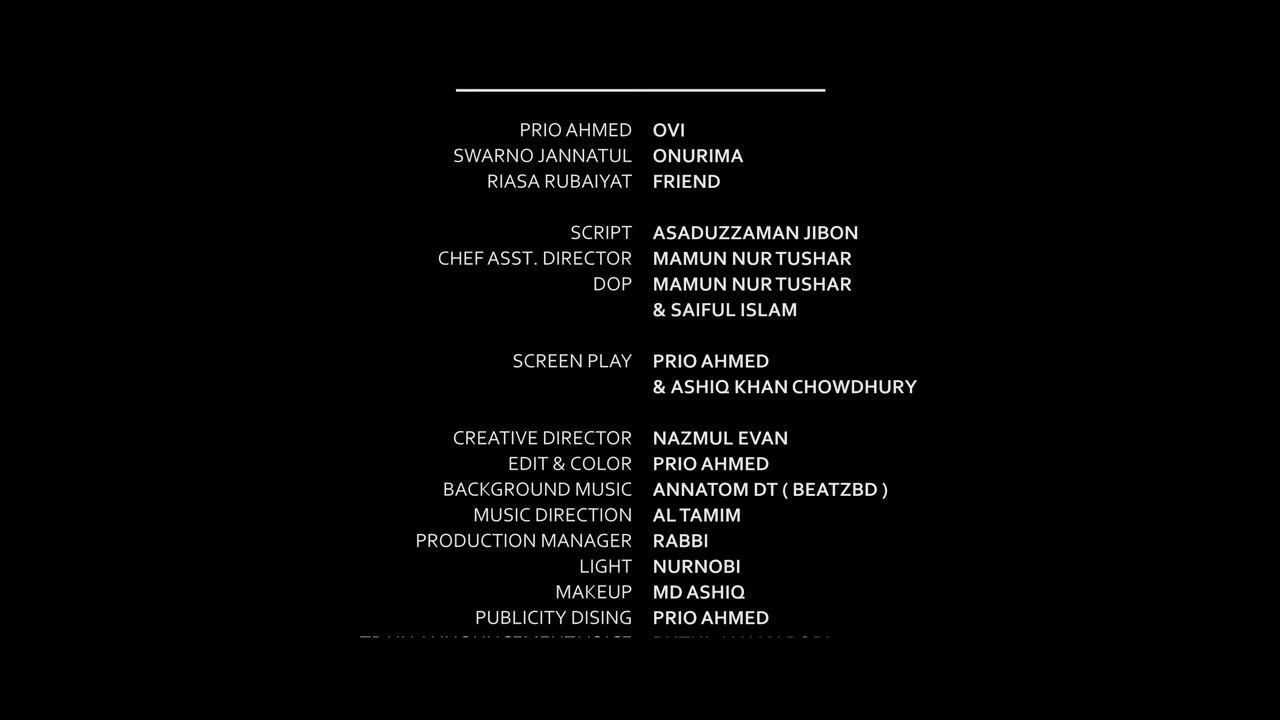 PRIO AHMED OVI
SWARNO JANNATUL ONURIMA
RIASA RUBAIYAT FRIEND
SCRIPT ASADUZZAMAN JIBON
CHEF ASST. DIRECTOR MAMUN NUR TUSHAR
DOP MAMUN NUR TUSHAR
& SAIFUL ISLAM
SCREEN PLAY PRIO AHMED
& ASHIQ KHAN CHOWDHURY
CREATIVE DIRECTOR NAZMUL EVAN
EDIT & COLOR PRIO AHMED
BACKGROUND MUSIC ANNATOM DT ( BEATZBD )
MUSIC DIRECTION AL TAMIM
PRODUCTION MANAGER RABBI
LIGHT NURNOBI
MAKEUP MD ASHIQ
PUBLICITY DISING PRIO AHMED